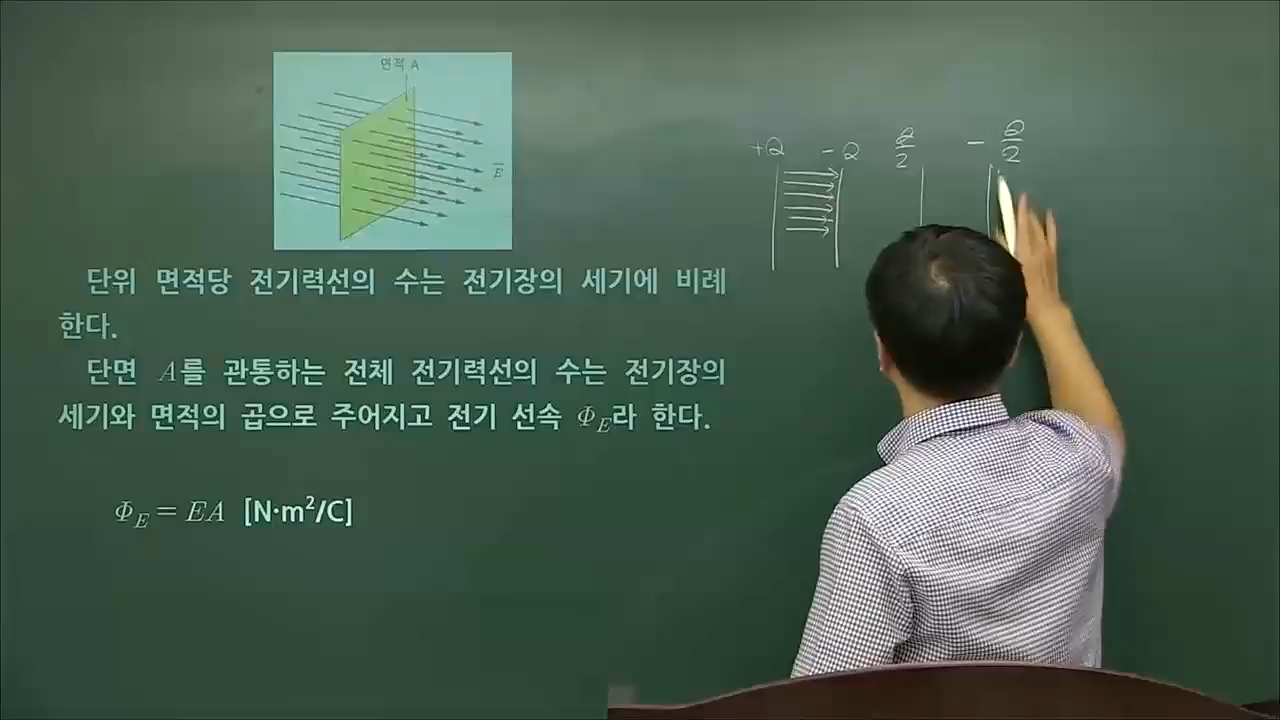 면적 A
E
단위 면적당 전기력선의 수는 전기장의 세기에 비례
한다.
단면 A를 관통하는 전체 전기력선의 수는 전기장의
세기와 면적의 곱으로 주어지고 전기 선속 Φ_E라 한다.
Φ_E = EA [N·m²/C]
+Q
-Q
Q/2
- Q/2